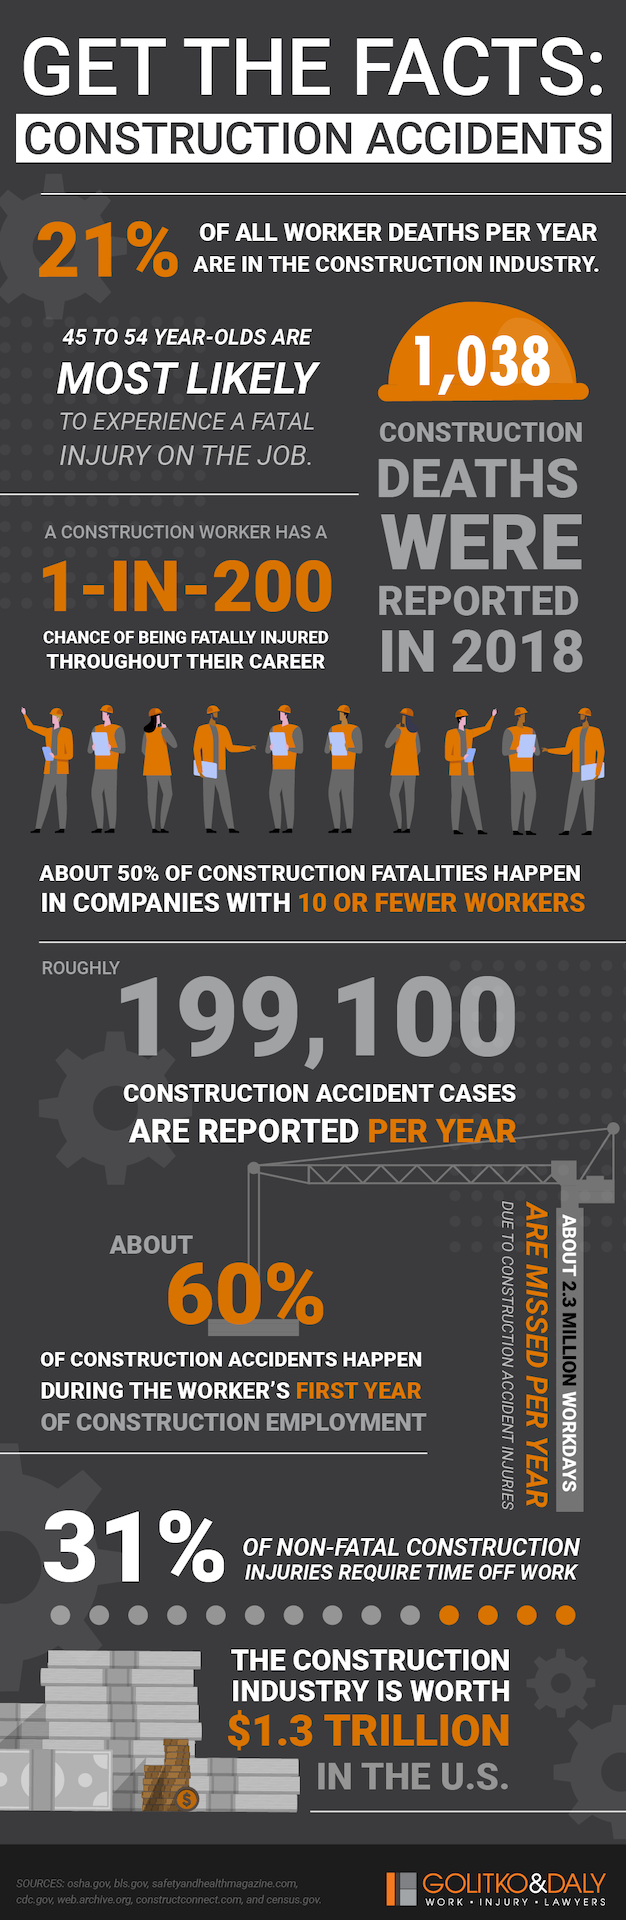 GET THE FACTS:
CONSTRUCTION ACCIDENTS
21%
OF ALL WORKER DEATHS PER YEAR
ARE IN THE CONSTRUCTION INDUSTRY.
45 TO 54 YEAR-OLDS ARE
MOST LIKELY
TO EXPERIENCE A FATAL
INJURY ON THE JOB.
1,038
CONSTRUCTION
DEATHS
WERE
REPORTED
IN 2018
A CONSTRUCTION WORKER HAS A
1-IN-200
CHANCE OF BEING FATALLY INJURED
THROUGHOUT THEIR CAREER
ABOUT 50% OF CONSTRUCTION FATALITIES HAPPEN
IN COMPANIES WITH 10 OR FEWER WORKERS
ROUGHLY
199,100
CONSTRUCTION ACCIDENT CASES
ARE REPORTED PER YEAR
ABOUT
60%
OF CONSTRUCTION ACCIDENTS HAPPEN
DURING THE WORKER'S FIRST YEAR
OF CONSTRUCTION EMPLOYMENT
ABOUT 2.3 MILLION WORKDAYS
ARE MISSED PER YEAR
DUE TO CONSTRUCTION ACCIDENT INJURIES
31%
OF NON-FATAL CONSTRUCTION
INJURIES REQUIRE TIME OFF WORK
THE CONSTRUCTION
INDUSTRY IS WORTH
$1.3 TRILLION
IN THE U.S.
$
SOURCES: osha.gov, bls.gov, safetyandhealthmagazine.com,
cdc.gov, web.archive.org, constructconnect.com, and census.gov.
GOLITKO&DALY
WORK • INJURY • LAWYERS